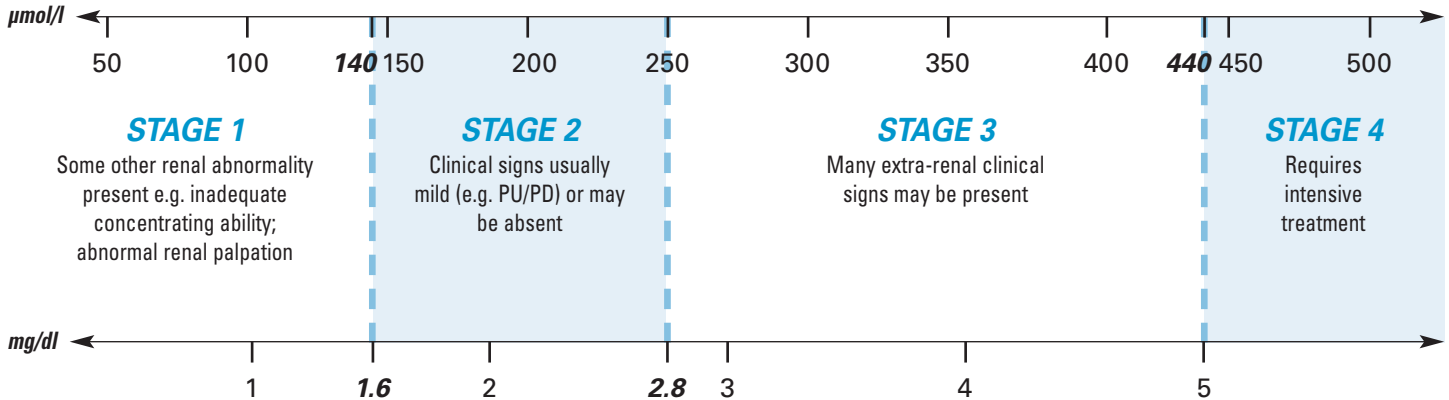 µmol/l
50 100 140 150 200 250 300 350 400 440 450 500
STAGE 1
Some other renal abnormality
present e.g. inadequate
concentrating ability;
abnormal renal palpation
STAGE 2
Clinical signs usually
mild (e.g. PU/PD) or may
be absent
STAGE 3
Many extra-renal clinical
signs may be present
STAGE 4
Requires
intensive
treatment
mg/dl
1 1.6 2 2.8 3 4 5